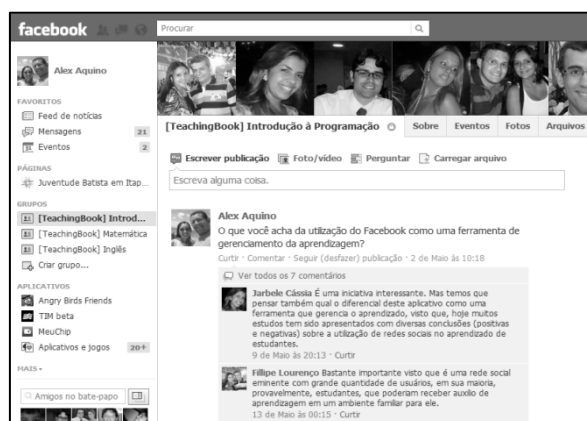 facebook
Procurar
Alex Aquino
FAVORITOS
Feed de notícias
Mensagens 21
Eventos 2
PÁGINAS
Juventude Batista em Itap...
GRUPOS
[TeachingBook] Introd...
[TeachingBook] Matemática
[TeachingBook] Inglês
Criar grupo...
APLICATIVOS
Angry Birds Friends
TIM beta
MeuChip
Aplicativos e jogos 20+
MAIS
Amigos no bate-papo
[TeachingBook] Introdução à Programação
Sobre Eventos Fotos Arquivos
Escrever publicação Foto/vídeo Perguntar Carregar arquivo
Escreva alguma coisa.
Alex Aquino
O que você acha da utilização do Facebook como uma ferramenta de
gerenciamento da aprendizagem?
Curtir · Comentar · Seguir (desfazer) publicação · 2 de Maio às 10:18
Ver todos os 7 comentários
Jarbele Cássia É uma iniciativa interessante. Mas temos que
pensar também qual o diferencial deste aplicativo como uma
ferramenta que gerencia o aprendizado, visto que, hoje muitos
estudos tem sido apresentados com diversas conclusões (positivas
e negativas) sobre a utilização de redes sociais no aprendizado de
estudantes.
9 de Maio às 20:13 · Curtir
Fillipe Lourenço Bastante importante visto que é uma rede social
eminente com grande quantidade de usuários, em sua maioria,
provavelmente, estudantes, que poderiam receber auxilio de
aprendizagem em um ambiente familiar para ele.
13 de Maio às 00:15 · Curtir